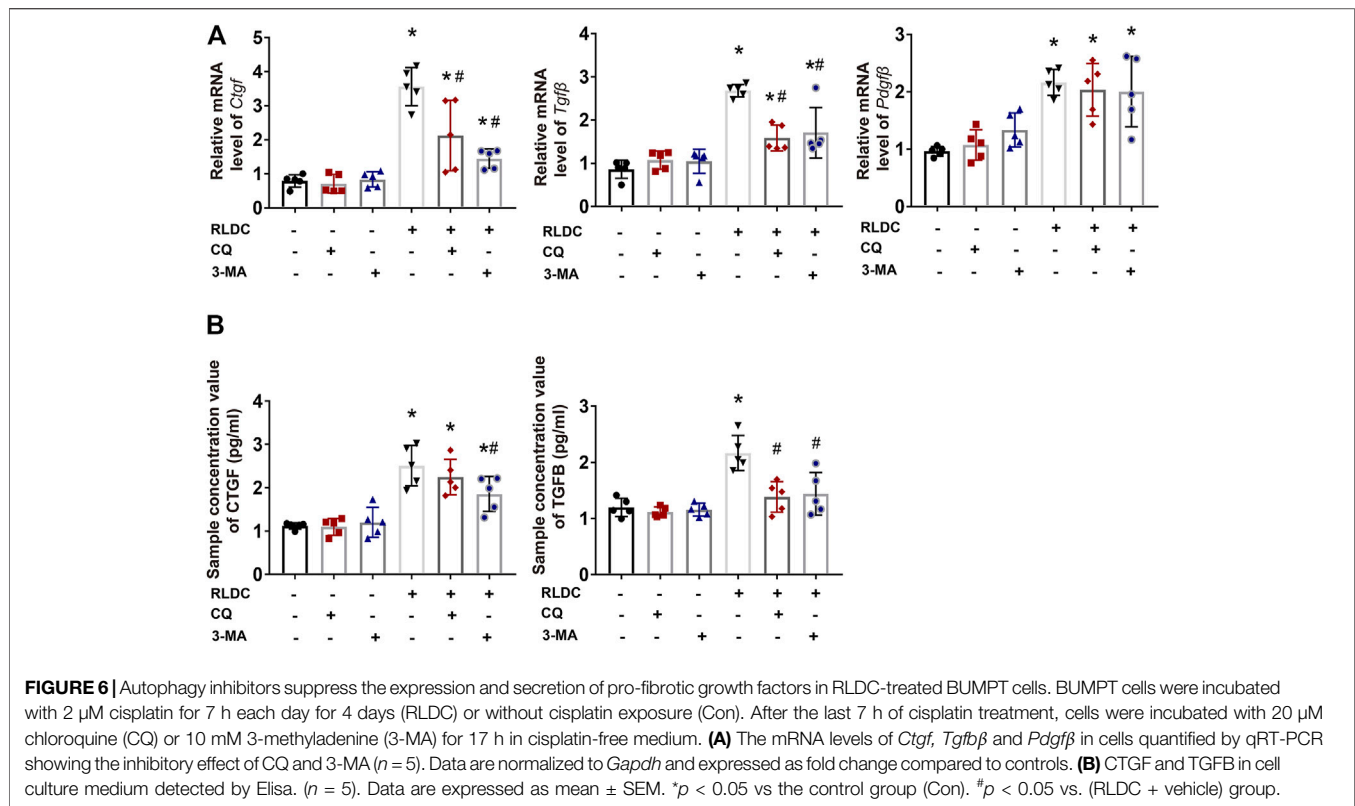 A
Relative mRNA
level of Ctgf
5
4
3
2
1
0
*
* #
* #
RLDC - - - + + +
CQ - + - - + -
3-MA - - + - - +
Relative mRNA
level of Tgfβ
4
3
2
1
0
*
* #
*#
RLDC - - - + + +
CQ - + - - + -
3-MA - - + - - +
Relative mRNA
level of Pdgfβ
3
2
1
0
*
*
*
RLDC - - - + + +
CQ - + - - + -
3-MA - - + - - +
B
Sample concentration value
of CTGF (pg/ml)
4
3
2
1
0
*
*
*#
RLDC - - - + + +
CQ - + - - + -
3-MA - - + - - +
Sample concentration value
of TGFB (pg/ml)
3
2
1
0
*
#
#
RLDC - - - + + +
CQ - + - - + -
3-MA - - + - - +
FIGURE 6 | Autophagy inhibitors suppress the expression and secretion of pro-fibrotic growth factors in RLDC-treated BUMPT cells. BUMPT cells were incubated
with 2 μM cisplatin for 7 h each day for 4 days (RLDC) or without cisplatin exposure (Con). After the last 7 h of cisplatin treatment, cells were incubated with 20 μM
chloroquine (CQ) or 10 mM 3-methyladenine (3-MA) for 17 h in cisplatin-free medium. (A) The mRNA levels of Ctgf, Tgfbβ and Pdgfβ in cells quantified by qRT-PCR
showing the inhibitory effect of CQ and 3-MA (n = 5). Data are normalized to Gapdh and expressed as fold change compared to controls. (B) CTGF and TGFB in cell
culture medium detected by Elisa. (n = 5). Data are expressed as mean ± SEM. *p < 0.05 vs the control group (Con). #p < 0.05 vs. (RLDC + vehicle) group.